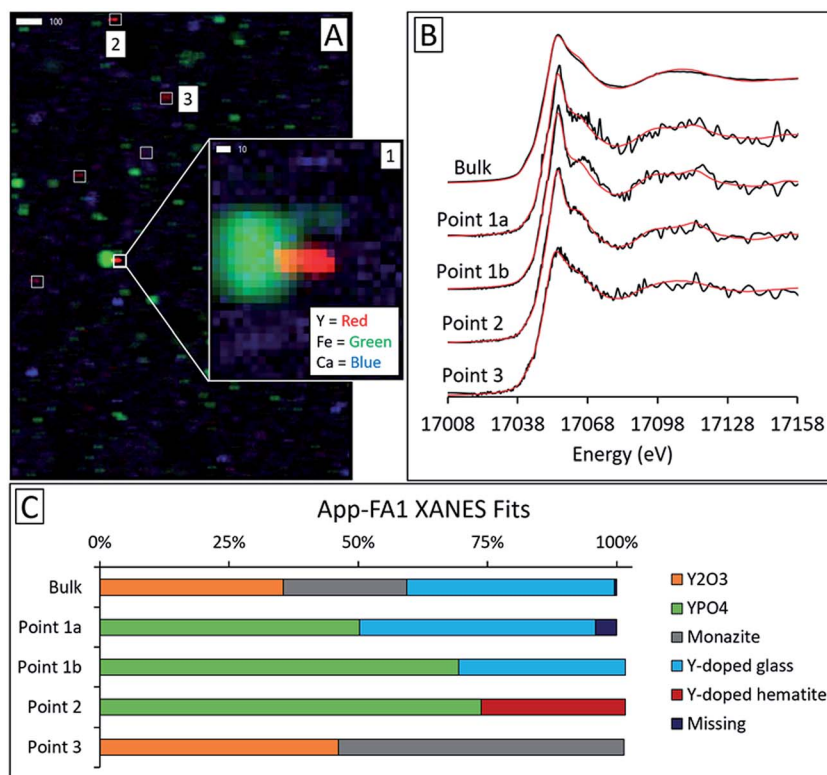 100
A
2
3
1
10
Y = Red
Fe = Green
Ca = Blue
B
Bulk
Point 1a
Point 1b
Point 2
Point 3
17008 17038 17068 17098 17128 17158
Energy (eV)
C
App-FA1 XANES Fits
0% 25% 50% 75% 100%
Bulk
Point 1a
Point 1b
Point 2
Point 3
Y2O3
YPO4
Monazite
Y-doped glass
Y-doped hematite
Missing